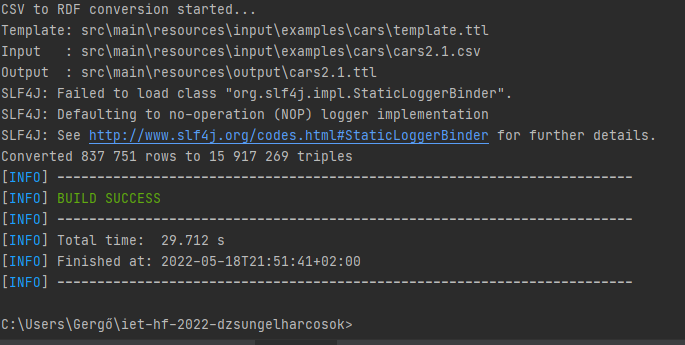 CSV to RDF conversion started...
Template: src\main\resources\input\examples\cars\template.ttl
Input   : src\main\resources\input\examples\cars\cars2.1.csv
Output  : src\main\resources\output\cars2.1.ttl
SLF4J: Failed to load class "org.slf4j.impl.StaticLoggerBinder".
SLF4J: Defaulting to no-operation (NOP) logger implementation
SLF4J: See http://www.slf4j.org/codes.html#StaticLoggerBinder for further details.
Converted 837 751 rows to 15 917 269 triples
[INFO] ------------------------------------------------------------------------
[INFO] BUILD SUCCESS
[INFO] ------------------------------------------------------------------------
[INFO] Total time:  29.712 s
[INFO] Finished at: 2022-05-18T21:51:41+02:00
[INFO] ------------------------------------------------------------------------
C:\Users\Gergő\iet-hf-2022-dzsungelharcosok>